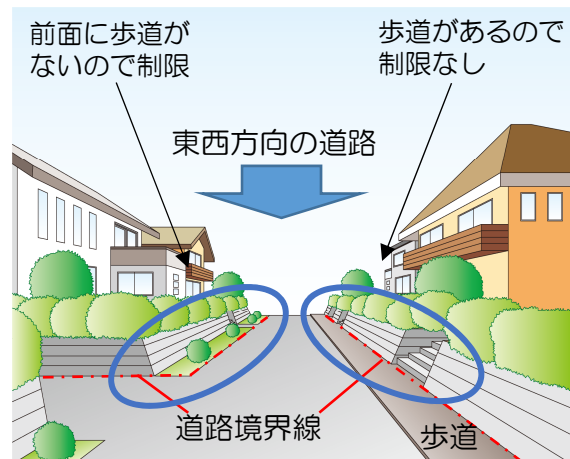 前面に歩道が
ないので制限
歩道があるので
制限なし
東西方向の道路
道路境界線
歩道